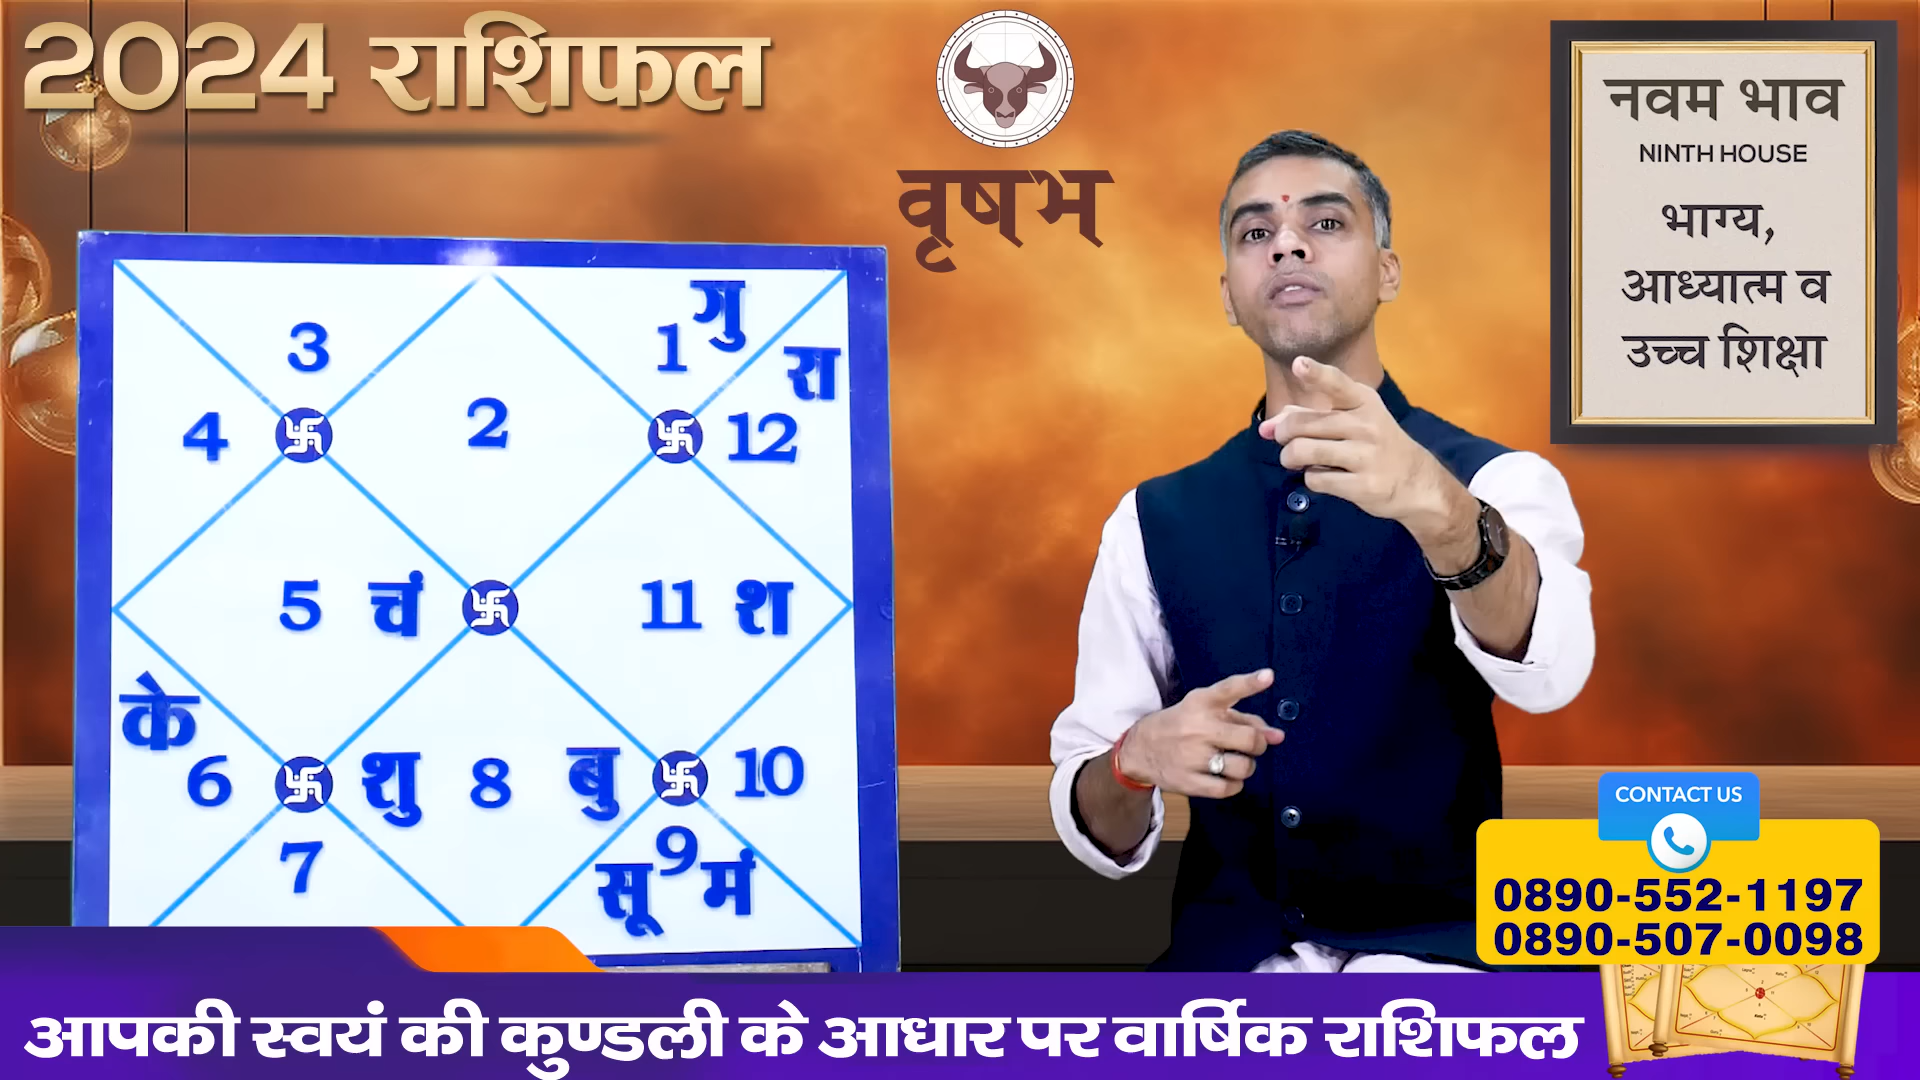 2024 राशिफल
वृषभ
नवम भाव
NINTH HOUSE
भाग्य,
आध्यात्म व
उच्च शिक्षा
3
1 गु
रा
4
2
12
5 चं
11 श
के
6
शु 8 बु
10
7
सू 9 मं
CONTACT US
0890-552-1197
0890-507-0098
आपकी स्वयं की कुण्डली के आधार पर वार्षिक राशिफल